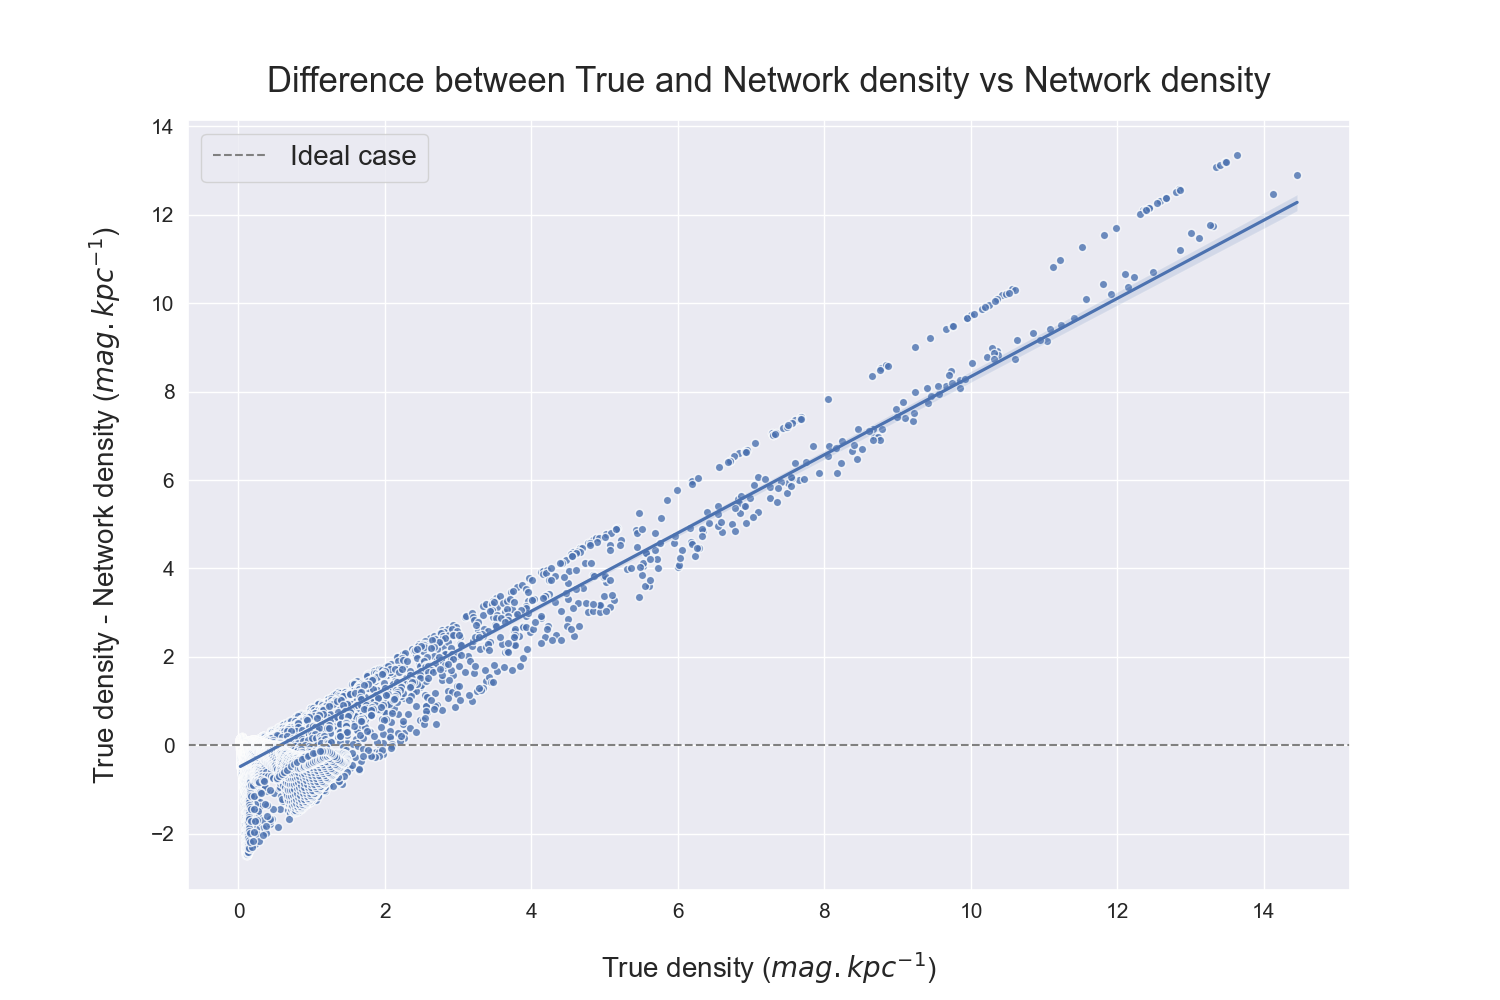 Difference between True and Network density vs Network density
Ideal case
14
12
10
8
6
4
2
0
−2
True density - Network density (mag. kpc⁻¹)
0 2 4 6 8 10 12 14
True density (mag. kpc⁻¹)